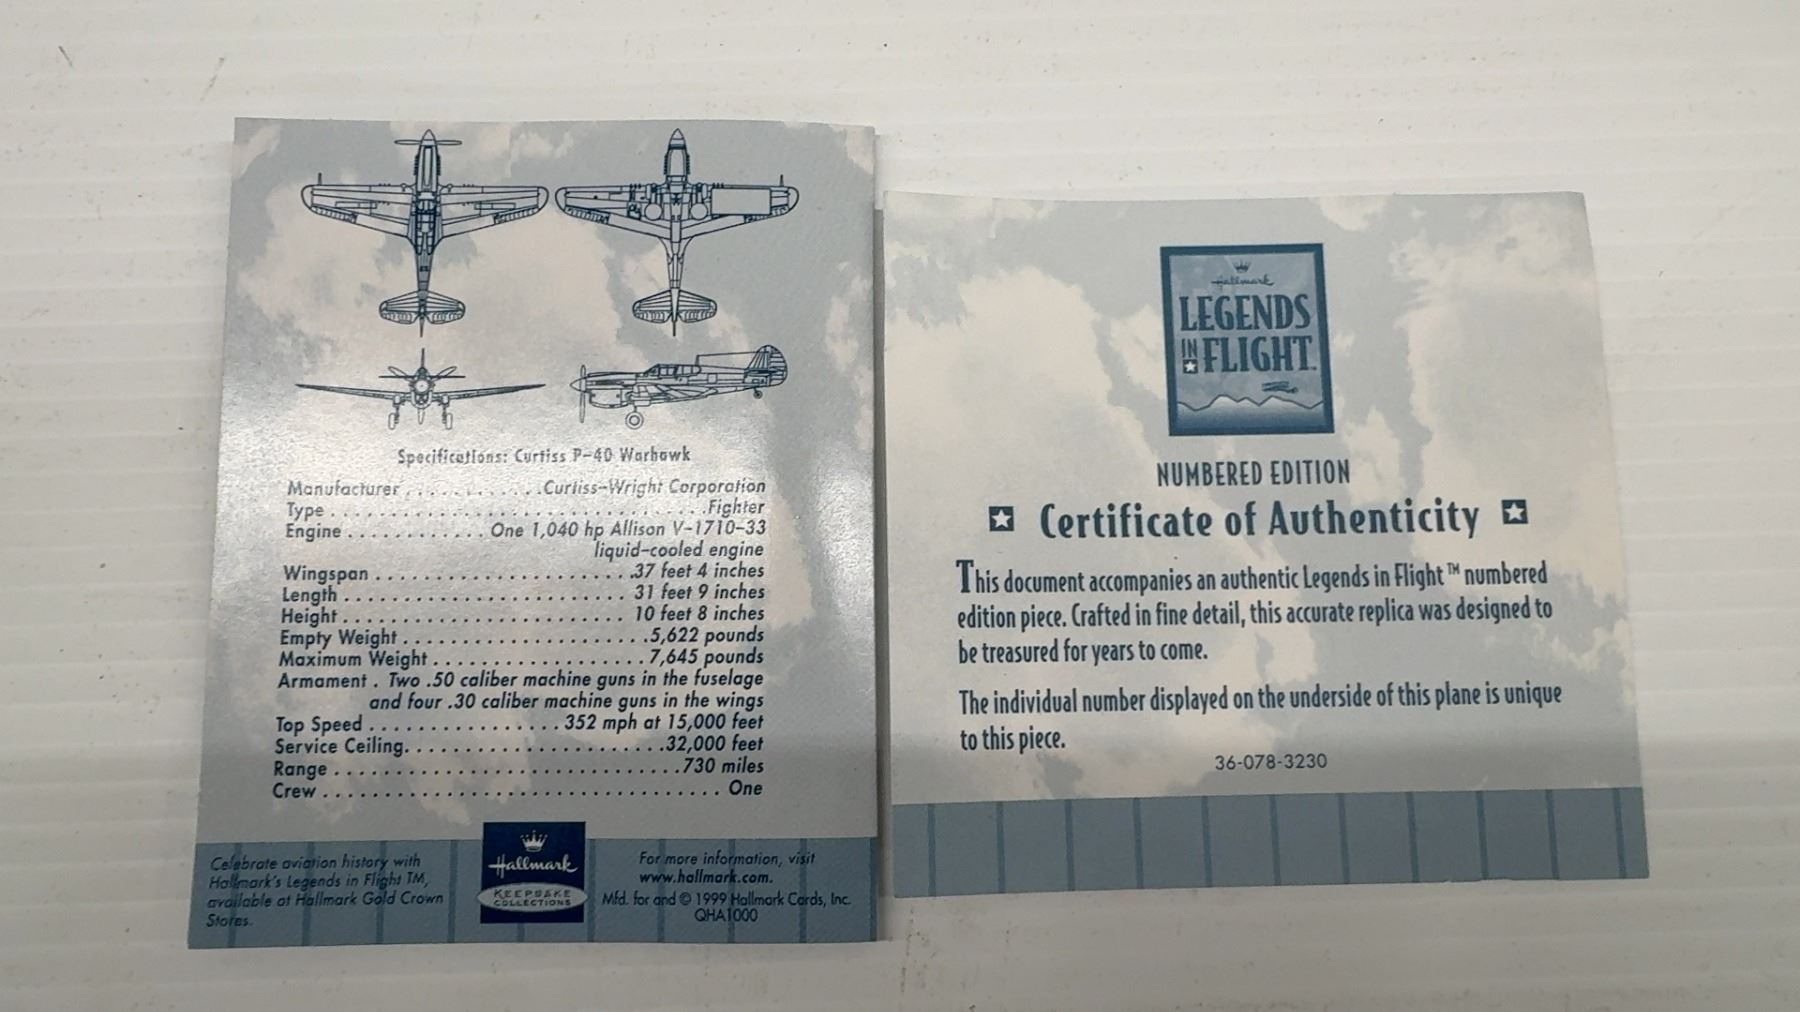 Specifications: Curtiss P-40 Warhawk
Manufacturer . . . . . . . . . . . .Curtiss-Wright Corporation
Type . . . . . . . . . . . . . . . . . . . . . . . . . . . . . . . .Fighter
Engine . . . . . . . . . . . . One 1,040 hp Allison V-1710-33
liquid-cooled engine
Wingspan . . . . . . . . . . . . . . . . . . . . . . .37 feet 4 inches
Length . . . . . . . . . . . . . . . . . . . . . . . . 31 feet 9 inches
Height . . . . . . . . . . . . . . . . . . . . . . . . 10 feet 8 inches
Empty Weight . . . . . . . . . . . . . . . . . . . . .5,622 pounds
Maximum Weight . . . . . . . . . . . . . . . . . . 7,645 pounds
Armament . Two .50 caliber machine guns in the fuselage
and four .30 caliber machine guns in the wings
Top Speed . . . . . . . . . . . . . . . . 352 mph at 15,000 feet
Service Ceiling. . . . . . . . . . . . . . . . . . . . . .32,000 feet
Range . . . . . . . . . . . . . . . . . . . . . . . . . . . . .730 miles
Crew . . . . . . . . . . . . . . . . . . . . . . . . . . . . . . . . . . One
Celebrate aviation history with
Hallmark's Legends in Flight TM,
available at Hallmark Gold Crown
Stores.
Hallmark
KEEPSAKE
COLLECTIONS
For more information, visit
www.hallmark.com.
Mfd. for and © 1999 Hallmark Cards, Inc.
QHA1000
Hallmark
LEGENDS
IN FLIGHT™
NUMBERED EDITION
Certificate of Authenticity
This document accompanies an authentic Legends in Flight™ numbered
edition piece. Crafted in fine detail, this accurate replica was designed to
be treasured for years to come.
The individual number displayed on the underside of this plane is unique
to this piece.
36-078-3230